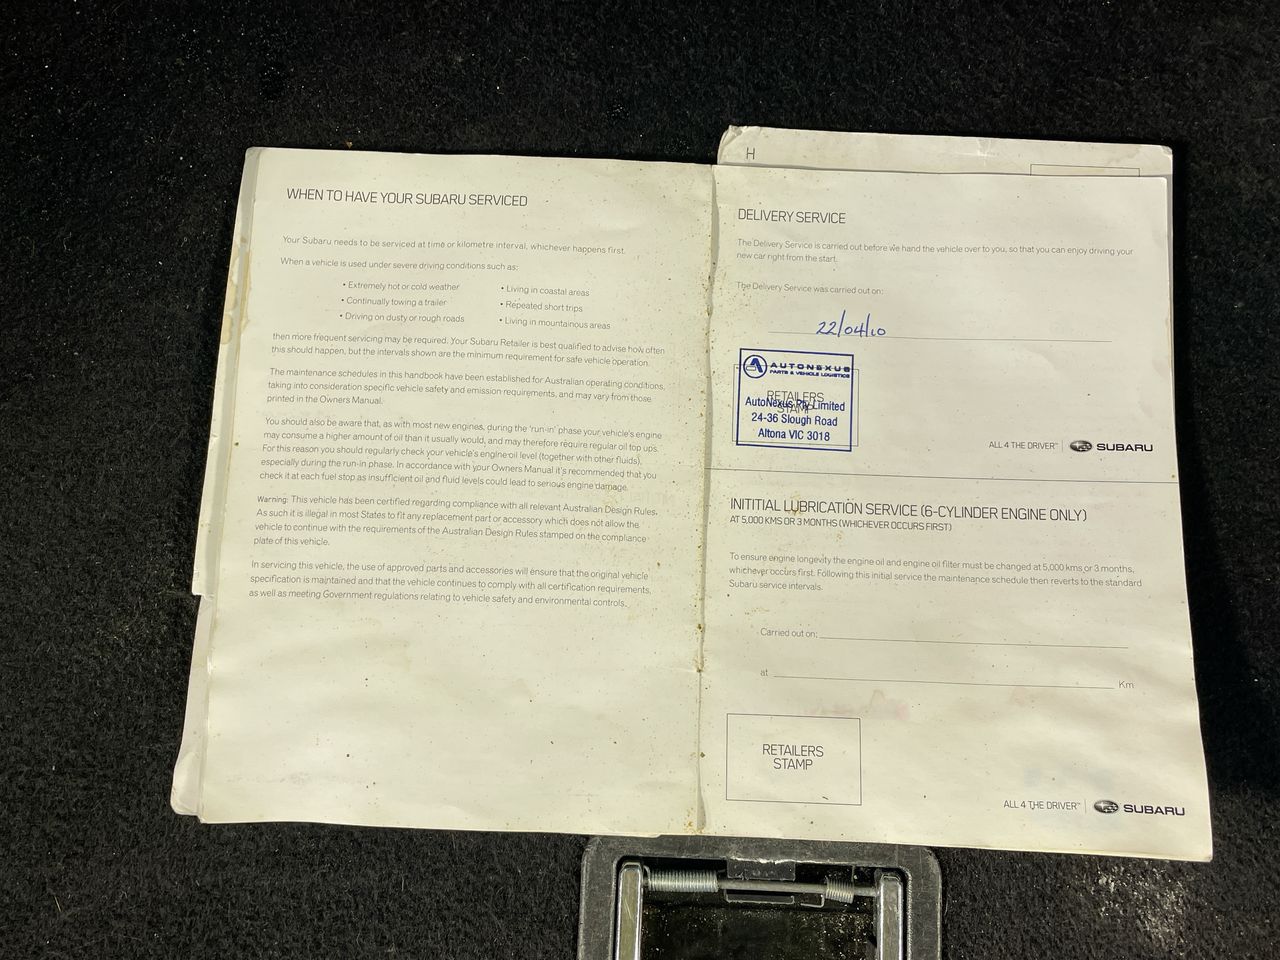 WHEN TO HAVE YOUR SUBARU SERVICED
Your Subaru needs to be serviced at time or kilometre interval, whichever happens first.
When a vehicle is used under severe driving conditions such as:
• Extremely hot or cold weather
• Continually towing a trailer
• Driving on dusty or rough roads
• Living in coastal areas
• Repeated short trips
• Living in mountainous areas
then more frequent servicing may be required. Your Subaru Retailer is best qualified to advise how often
this should happen, but the intervals shown are the minimum requirement for safe vehicle operation.
The maintenance schedules in this handbook have been established for Australian operating conditions,
taking into consideration specific vehicle safety and emission requirements, and may vary from those
printed in the Owners Manual.
You should also be aware that, as with most new engines, during the 'run-in' phase your vehicle's engine
may consume a higher amount of oil than it usually would, and may therefore require regular oil top ups.
For this reason you should regularly check your vehicle's engine oil level (together with other fluids),
especially during the run-in phase. In accordance with your Owners Manual it's recommended that you
check it at each fuel stop as insufficient oil and fluid levels could lead to serious engine damage.
Warning: This vehicle has been certified regarding compliance with all relevant Australian Design Rules.
As such it is illegal in most States to fit any replacement part or accessory which does not allow the
vehicle to continue with the requirements of the Australian Design Rules stamped on the compliance
plate of this vehicle.
In servicing this vehicle, the use of approved parts and accessories will ensure that the original vehicle
specification is maintained and that the vehicle continues to comply with all certification requirements,
as well as meeting Government regulations relating to vehicle safety and environmental controls.
H
DELIVERY SERVICE
The Delivery Service is carried out before we hand the vehicle over to you, so that you can enjoy driving your
new car right from the start.
The Delivery Service was carried out on:
22/04/10
AUTONEXUS
PARTS & VEHICLE LOGISTICS
RETAILERS
STAMP
AutoNexus Pty Limited
24-36 Slough Road
Altona VIC 3018
ALL 4 THE DRIVER™ SUBARU
INITITIAL LUBRICATION SERVICE (6-CYLINDER ENGINE ONLY)
AT 5,000 KMS OR 3 MONTHS (WHICHEVER OCCURS FIRST)
To ensure engine longevity the engine oil and engine oil filter must be changed at 5,000 kms or 3 months,
whichever occurs first. Following this initial service the maintenance schedule then reverts to the standard
Subaru service intervals.
Carried out on:
at Km
RETAILERS
STAMP
ALL 4 THE DRIVER™ SUBARU